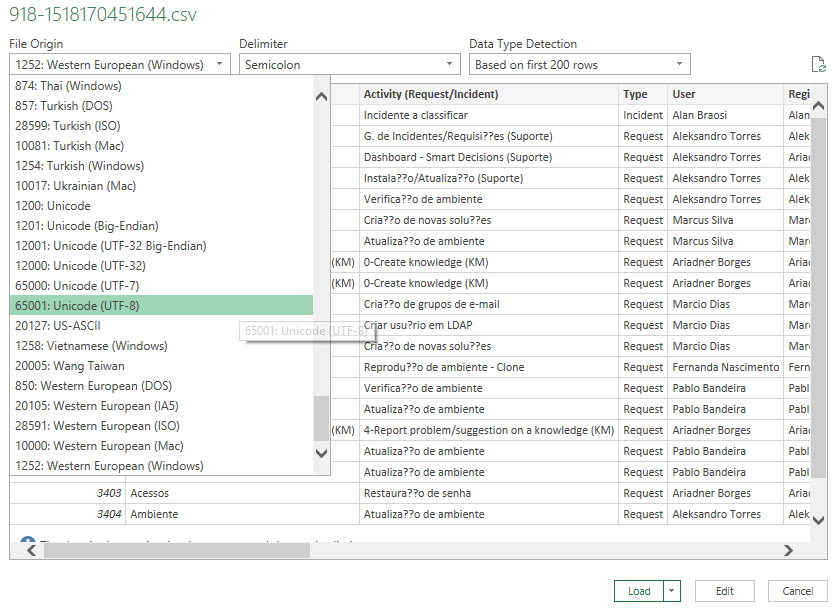 918-1518170451644.csv
File Origin Delimiter Data Type Detection
1252: Western European (Windows) Semicolon Based on first 200 rows
874: Thai (Windows)
857: Turkish (DOS)
28599: Turkish (ISO)
10081: Turkish (Mac)
1254: Turkish (Windows)
10017: Ukrainian (Mac)
1200: Unicode
1201: Unicode (Big-Endian)
12001: Unicode (UTF-32 Big-Endian)
12000: Unicode (UTF-32)
65000: Unicode (UTF-7)
65001: Unicode (UTF-8)
20127: US-ASCII
1258: Vietnamese (Windows)
20005: Wang Taiwan
850: Western European (DOS)
20105: Western European (IA5)
28591: Western European (ISO)
10000: Western European (Mac)
1252: Western European (Windows)
65001: Unicode (UTF-8)
Activity (Request/Incident) Type User Regi
Incidente a classificar Incident Alan Braosi Alan
G. de Incidentes/Requisi??es (Suporte) Request Aleksandro Torres Alek
Dashboard - Smart Decisions (Suporte) Request Aleksandro Torres Ariad
Instala??o/Atualiza??o (Suporte) Request Aleksandro Torres Alek
Verifica??o de ambiente Request Aleksandro Torres Alek
Cria??o de novas solu??es Request Marcus Silva Marc
Atualiza??o de ambiente Request Marcus Silva Marc
(KM) 0-Create knowledge (KM) Request Ariadner Borges Ariad
(KM) 0-Create knowledge (KM) Request Ariadner Borges Ariad
Cria??o de grupos de e-mail Request Marcio Dias Marc
Criar usu?rio em LDAP Request Marcio Dias Marc
Cria??o de novas solu??es Request Marcio Dias Marc
Reprodu??o de ambiente - Clone Request Fernanda Nascimento Fern
Verifica??o de ambiente Request Pablo Bandeira Pabl
Atualiza??o de ambiente Request Pablo Bandeira Pabl
(KM) 4-Report problem/suggestion on a knowledge (KM) Request Ariadner Borges Ariad
Atualiza??o de ambiente Request Pablo Bandeira Pabl
Atualiza??o de ambiente Request Pablo Bandeira Pabl
3403 Acessos Restaura??o de senha Request Ariadner Borges Ariad
3404 Ambiente Atualiza??o de ambiente Request Aleksandro Torres Alek
Load Edit Cancel